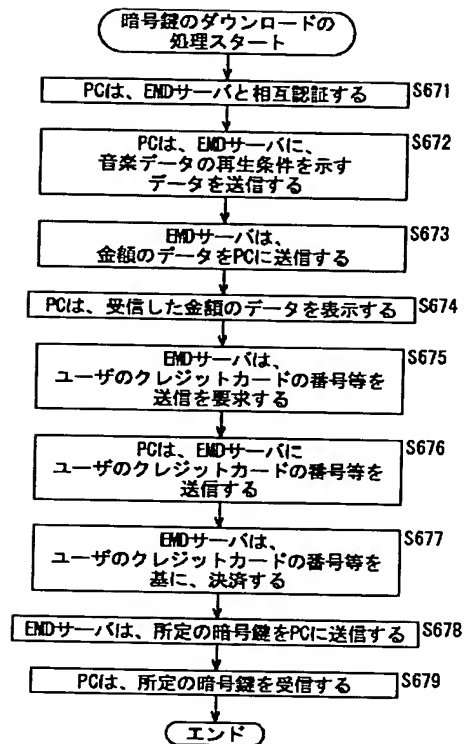 暗号鍵のダウンロードの
処理スタート
PCは、EMDサーバと相互認証する
S671
PCは、EMDサーバに、
音楽データの再生条件を示す
データを送信する
S672
EMDサーバは、
金額のデータをPCに送信する
S673
PCは、受信した金額のデータを表示する
S674
EMDサーバは、
ユーザのクレジットカードの番号等を
送信を要求する
S675
PCは、EMDサーバに
ユーザのクレジットカードの番号等を
送信する
S676
EMDサーバは、
ユーザのクレジットカードの番号等を
基に、決済する
S677
EMDサーバは、所定の暗号鍵をPCに送信する
S678
PCは、所定の暗号鍵を受信する
S679
エンド